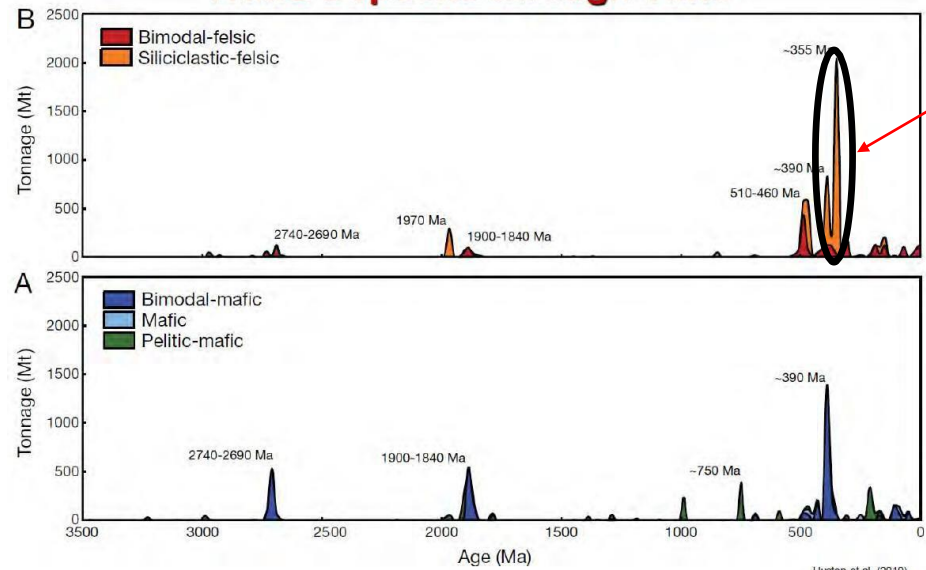 B
2500
2000
1500
1000
500
0
Tonnage (Mt)
Bimodal-felsic
Siliciclastic-felsic
~355 Ma
~390 Ma
510-460 Ma
1970 Ma
2740-2690 Ma
1900-1840 Ma
A
2500
2000
1500
1000
500
0
Tonnage (Mt)
Bimodal-mafic
Mafic
Pelitic-mafic
~390 Ma
2740-2690 Ma
1900-1840 Ma
~750 Ma
3500 3000 2500 2000 1500 1000 500 0
Age (Ma)
et al. (2010)